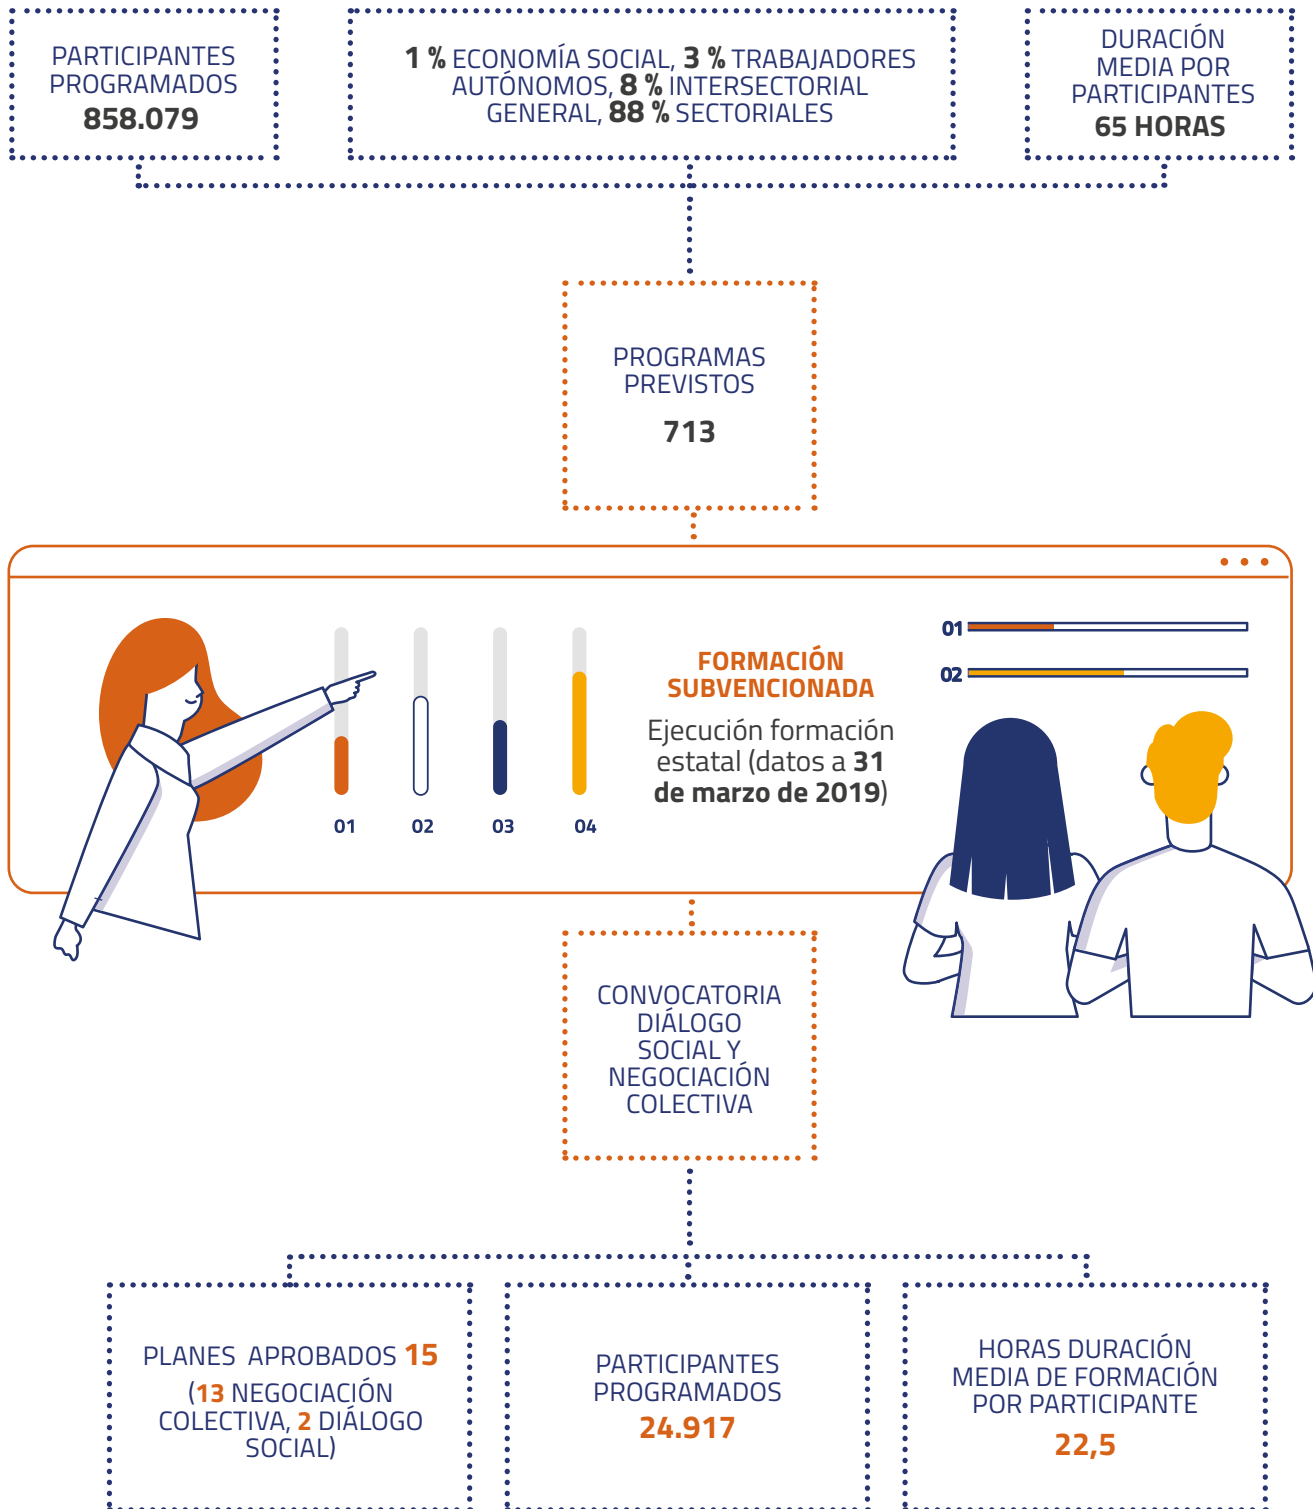 PARTICIPANTES
PROGRAMADOS
858.079
1 % ECONOMÍA SOCIAL, 3 % TRABAJADORES
AUTÓNOMOS, 8 % INTERSECTORIAL
GENERAL, 88 % SECTORIALES
DURACIÓN
MEDIA POR
PARTICIPANTES
65 HORAS
PROGRAMAS
PREVISTOS
713
01
02
03
04
FORMACIÓN
SUBVENCIONADA
Ejecución formación
estatal (datos a 31
de marzo de 2019)
01
02
CONVOCATORIA
DIÁLOGO
SOCIAL Y
NEGOCIACIÓN
COLECTIVA
PLANES APROBADOS 15
(13 NEGOCIACIÓN
COLECTIVA, 2 DIÁLOGO
SOCIAL)
PARTICIPANTES
PROGRAMADOS
24.917
HORAS DURACIÓN
MEDIA DE FORMACIÓN
POR PARTICIPANTE
22,5